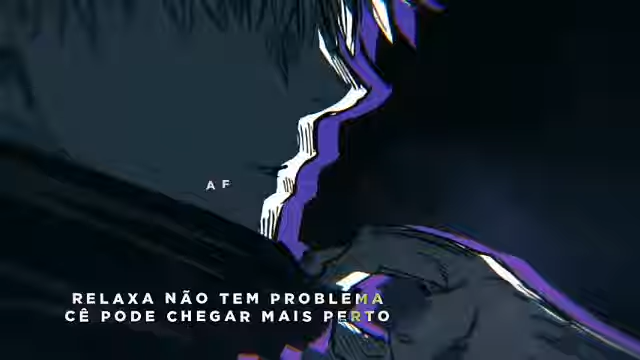 AF
RELAXA NÃO TEM PROBLEMA
CÊ PODE CHEGAR MAIS PERTO